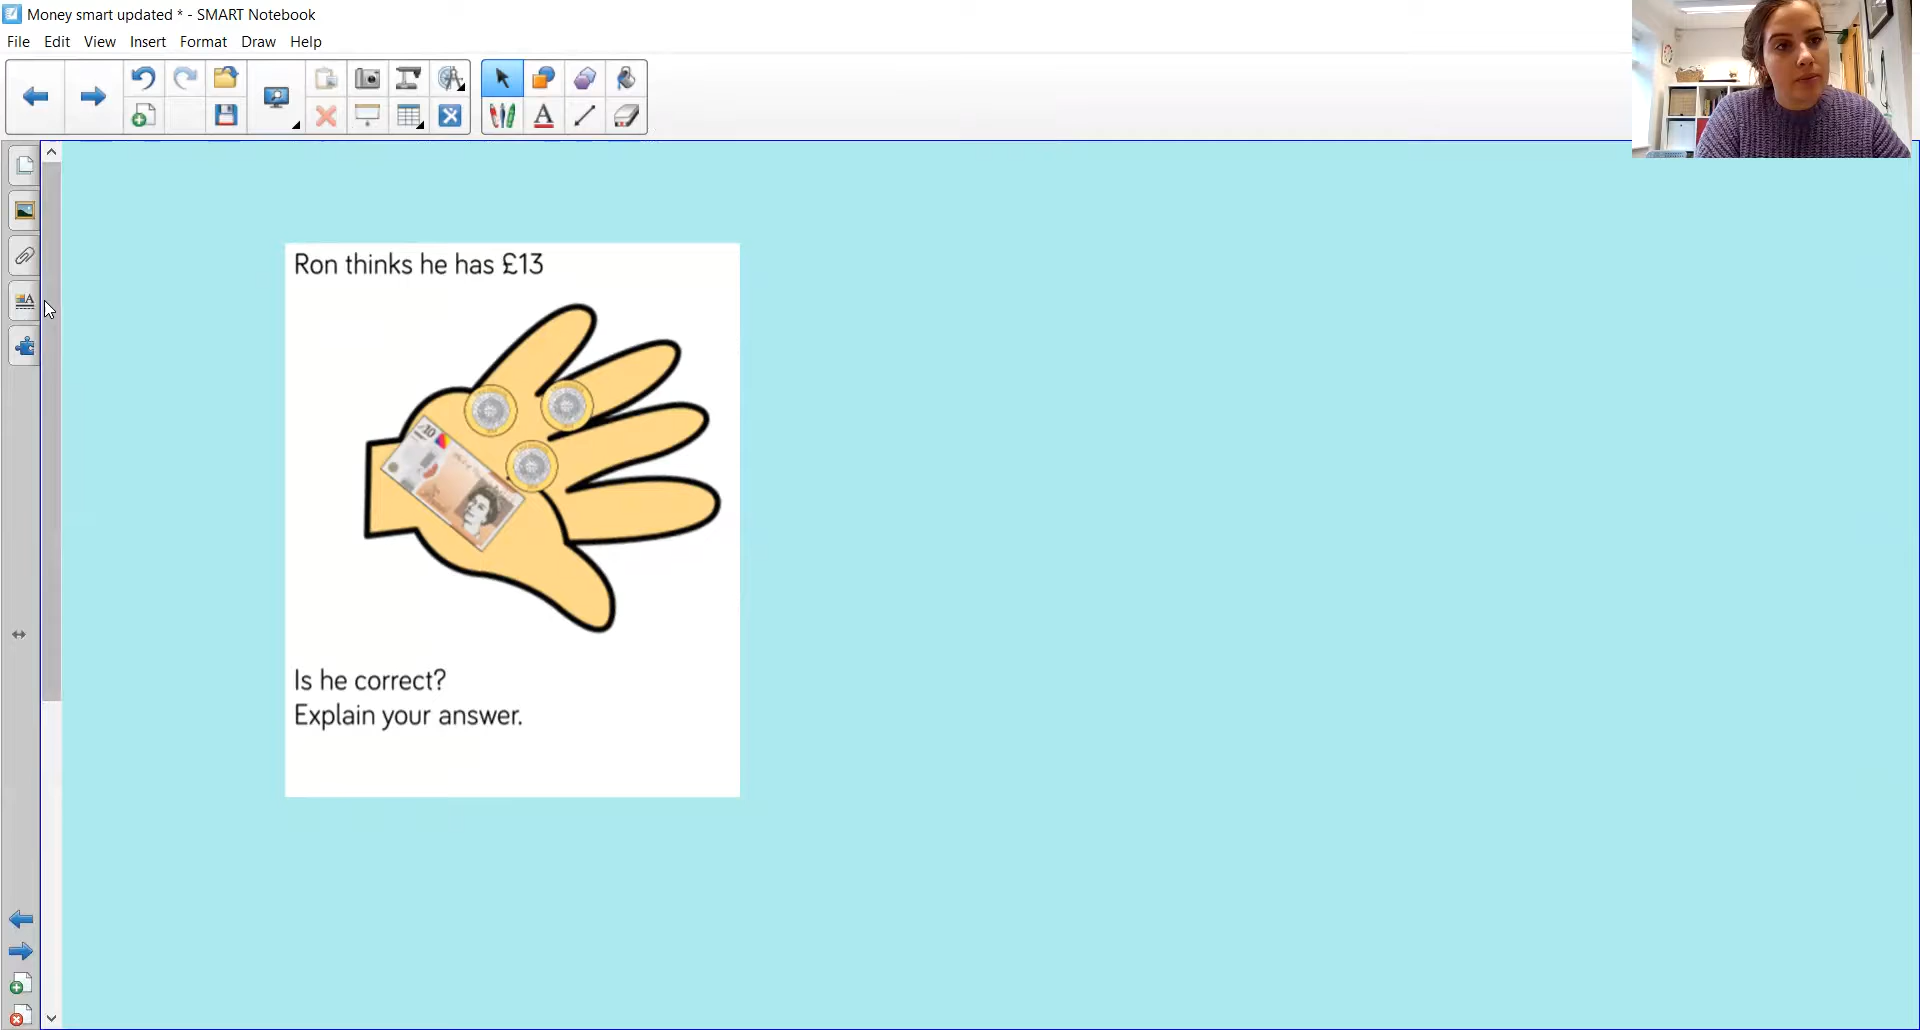 Money smart updated * - SMART Notebook
File Edit View Insert Format Draw Help
Ron thinks he has £13
£10
Is he correct?
Explain your answer.